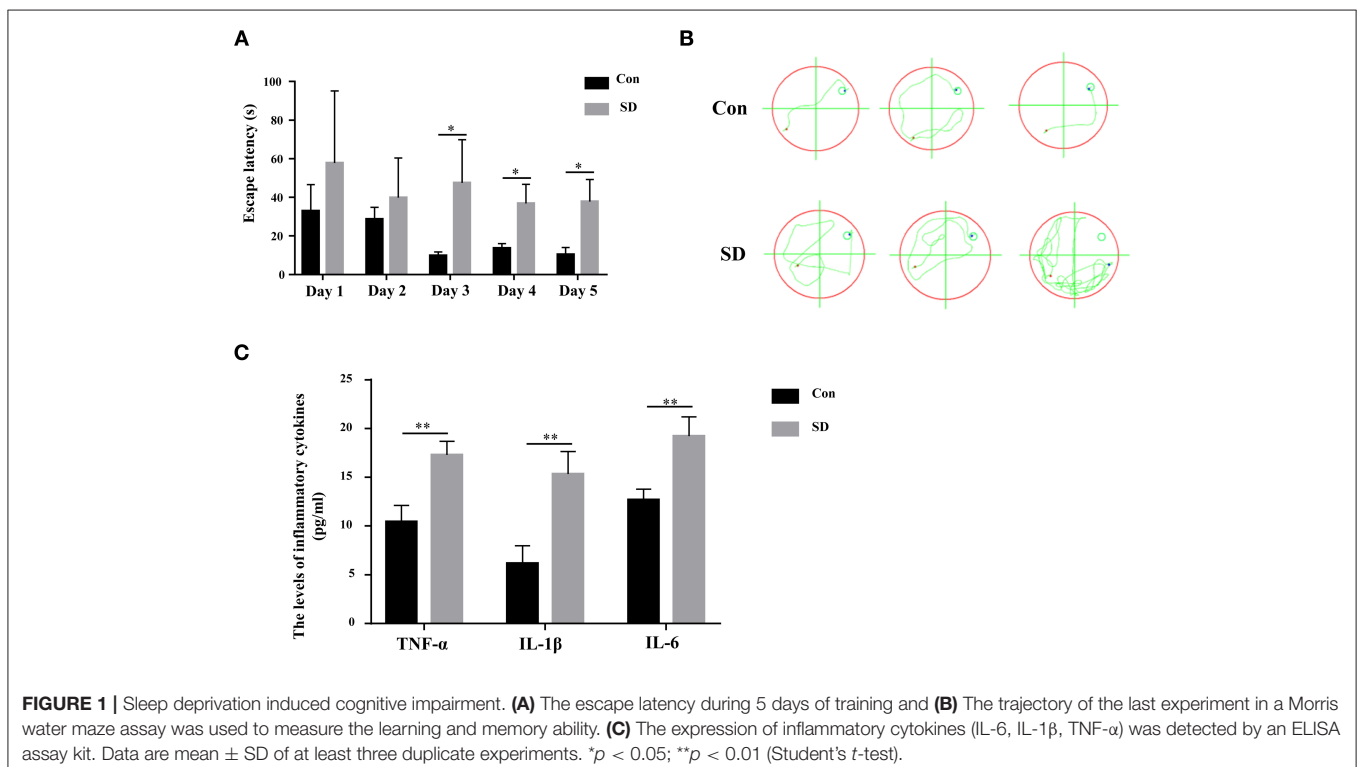 A
Escape latency (s)
100
80
60
40
20
0
Con
SD
*
*
*
Day 1 Day 2 Day 3 Day 4 Day 5
B
Con
SD
C
The levels of inflammatory cytokines
(pg/ml)
25
20
15
10
5
0
Con
SD
**
**
**
TNF-α IL-1β IL-6
FIGURE 1 | Sleep deprivation induced cognitive impairment. (A) The escape latency during 5 days of training and (B) The trajectory of the last experiment in a Morris
water maze assay was used to measure the learning and memory ability. (C) The expression of inflammatory cytokines (IL-6, IL-1β, TNF-α) was detected by an ELISA
assay kit. Data are mean ± SD of at least three duplicate experiments. *p < 0.05; **p < 0.01 (Student's t-test).